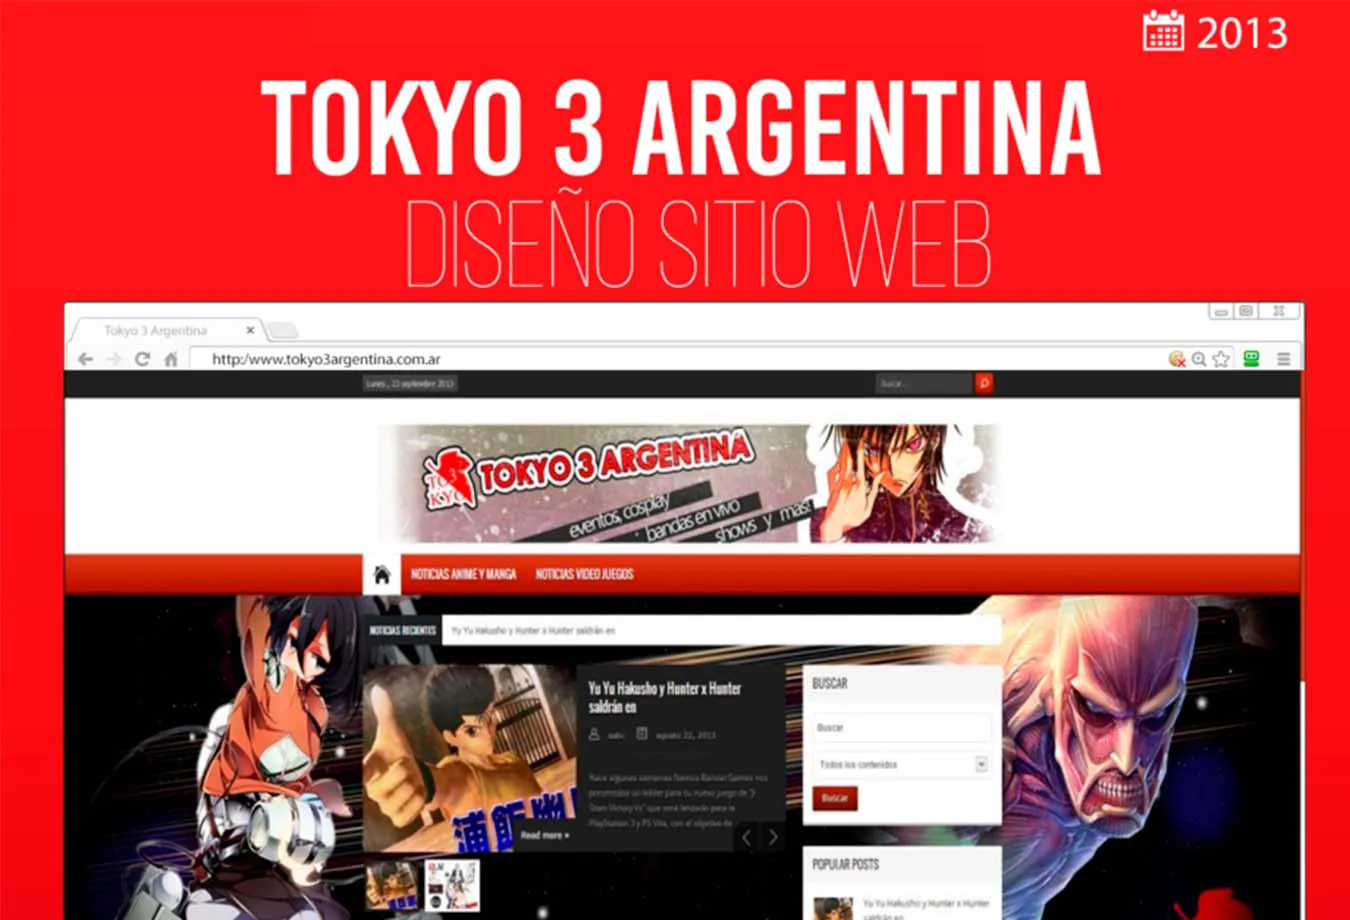 2013
TOKYO 3 ARGENTINA
DISEÑO SITIO WEB
Tokyo 3 Argentina
http:/www.tokyo3argentina.com.ar
Lunes , 23 septiembre 2013
Buscar...
TO3
KYO
TOKYO 3 ARGENTINA
eventos, cosplay
bandas en vivo
shows y mas!
NOTICIAS ANIME Y MANGA NOTICIAS VIDEO JUEGOS
NOTICIAS RECIENTES Yu Yu Hakusho y Hunter x Hunter saldrán en
Yu Yu Hakusho y Hunter x Hunter
saldrán en
agosto 22, 2013
Hace algunas semanas Namco Bandai Games nos
presentaba un tráiler para su nuevo juego de "J-
Stars Victory Vs" que será lanzado para la
PlayStation 3 y PS Vita, con el objetivo de
Read more »
BUSCAR
Buscar
Todos los contenidos
Buscar
POPULAR POSTS
Yu Yu Hakusho y Hunter x Hunter
saldrán en